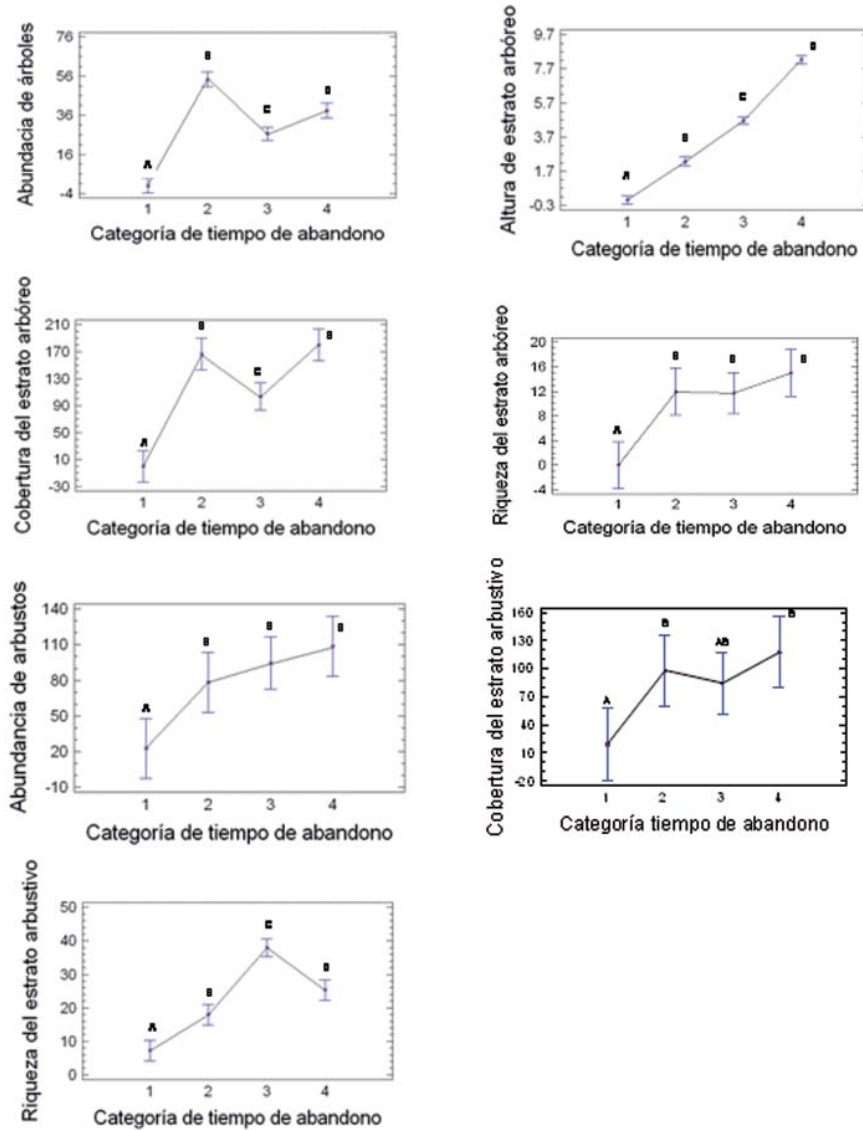 Abundacia de árboles
76
56
36
16
-4
A
B
C
D
1 2 3 4
Categoría de tiempo de abandono
Altura de estrato arbóreo
9.7
7.7
5.7
3.7
1.7
-0.3
A
B
C
D
1 2 3 4
Categoría de tiempo de abandono
Cobertura del estrato arbóreo
210
170
130
90
50
10
-30
A
B
C
B
1 2 3 4
Categoría de tiempo de abandono
Riqueza del estrato arbóreo
20
16
12
8
4
0
-4
A
B
B
B
1 2 3 4
Categoría de tiempo de abandono
Abundancia de arbustos
140
110
80
50
20
-10
A
B
B
B
1 2 3 4
Categoría de tiempo de abandono
Cobertura del estrato arbustivo
160
130
100
70
40
10
-20
A
B
AB
B
1 2 3 4
Categoría tiempo de abandono
Riqueza del estrato arbustivo
50
40
30
20
10
0
A
B
C
D
1 2 3 4
Categoría de tiempo de abandono